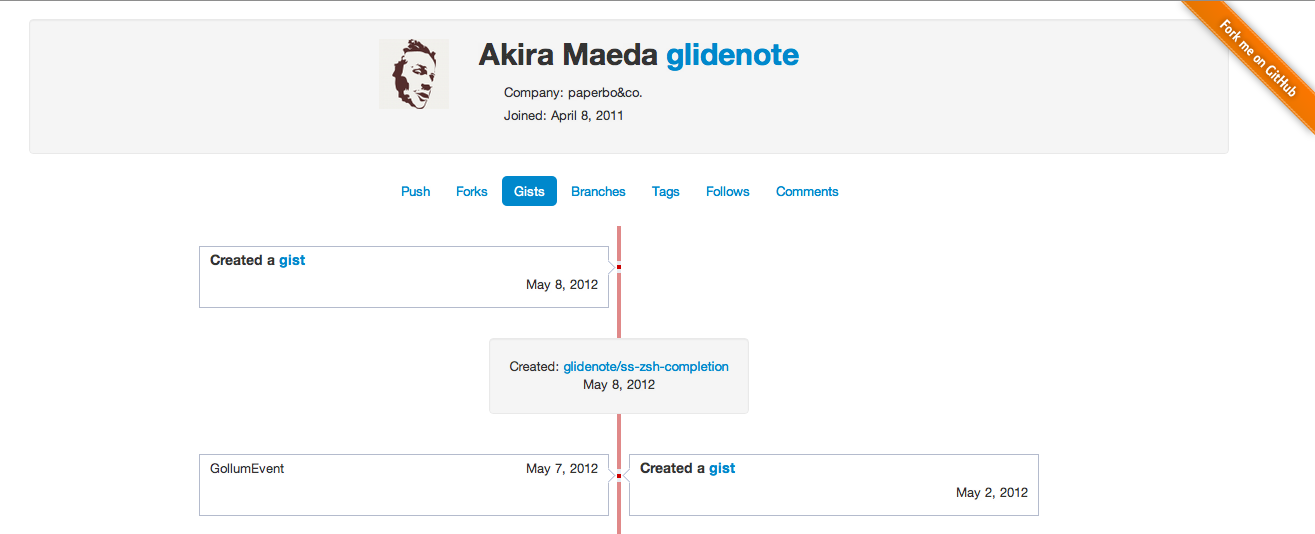 Fork me on GitHub
Akira Maeda glidenote
Company: paperbo&co.
Joined: April 8, 2011
Push Forks Gists Branches Tags Follows Comments
Created a gist
May 8, 2012
Created: glidenote/ss-zsh-completion
May 8, 2012
GollumEvent May 7, 2012
Created a gist
May 2, 2012